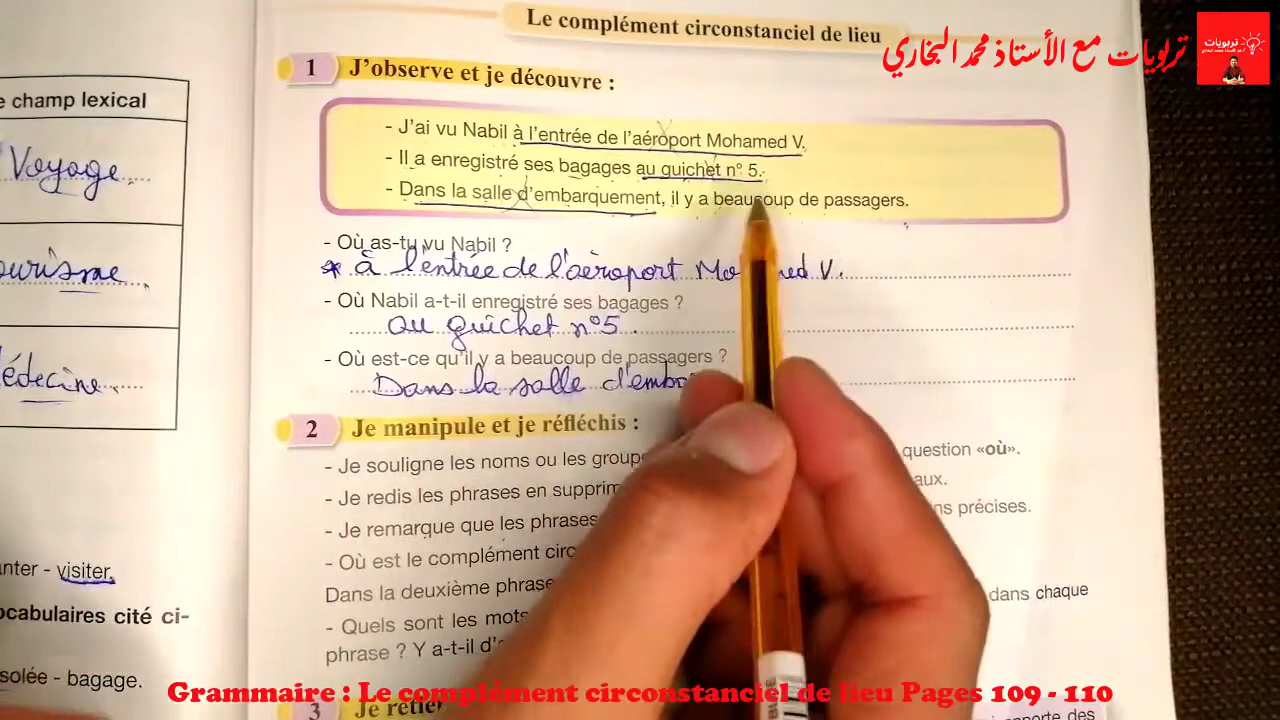 Le complément circonstanciel de lieu
تربويات مع الأستاذ محمد البخاري
تربويات
1 J'observe et je découvre :
e champ lexical
- J'ai vu Nabil à l'entrée de l'aéroport Mohamed V.
Voyage
- Il a enregistré ses bagages au guichet n° 5.
- Dans la salle d'embarquement, il y a beaucoup de passagers.
- Où as-tu vu Nabil ?
ourisme
à l'entrée de l'aéroport Mo med V.
- Où Nabil a-t-il enregistré ses bagages ?
au guichet n°5.
- Où est-ce qu'il y a beaucoup de passagers ?
édecine
Dans la salle d'emba
2 Je manipule et je réfléchis :
- Je souligne les noms ou les groupe question «où».
- Je redis les phrases en supprim aux.
- Je remarque que les phrases ns précises.
- Où est le complément circ
nter - visiter.
Dans la deuxième phrase dans chaque
ocabulaires cité ci-
- Quels sont les mots
phrase ? Y a-t-il d'
solée - bagage.
Grammaire : Le complément circonstanciel de lieu Pages 109 - 110
3 Je